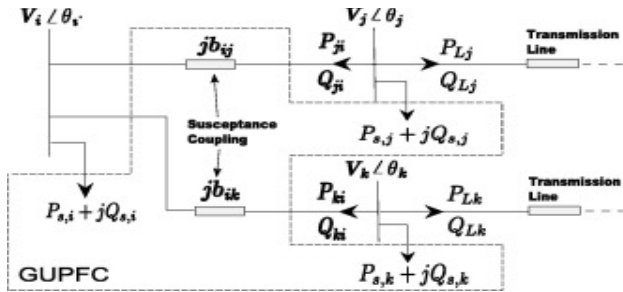 V_i∠θ_i
V_j∠θ_j
jb_ij
P_ji
P_Lj
Transmission
Line
Q_ji
Q_Lj
Susceptance
Coupling
P_s,j + jQ_s,j
V_k∠θ_k
jb_ik
P_ki
P_Lk
Transmission
Line
P_s,i + jQ_s,i
Q_ki
Q_Lk
GUPFC
P_s,k + jQ_s,k